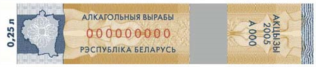 0,25 л
АЛКАГОЛЬНЫЯ ВЫРАБЫ
000000000
РЭСПУБЛІКА БЕЛАРУСЬ
АКЦЫЗЫ
2005
А 000